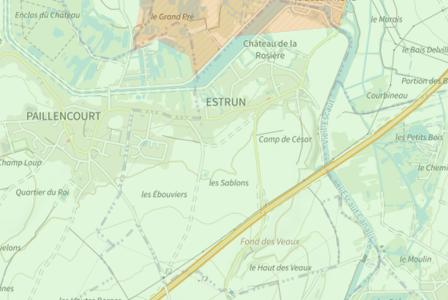 Enclos du Château
le Grand Pré
le Marais
Château de la
Rosière
le Bois Delais
Portion des B
Courbineau
ESTRUN
PAILLENCOURT
Camp de César
les Petits Bois
Champ Loup
le Chemi
Quartier du Roi
les Ébouviers
les Sablons
Fond des Veaux
le Haut des Veaux
le Moulin